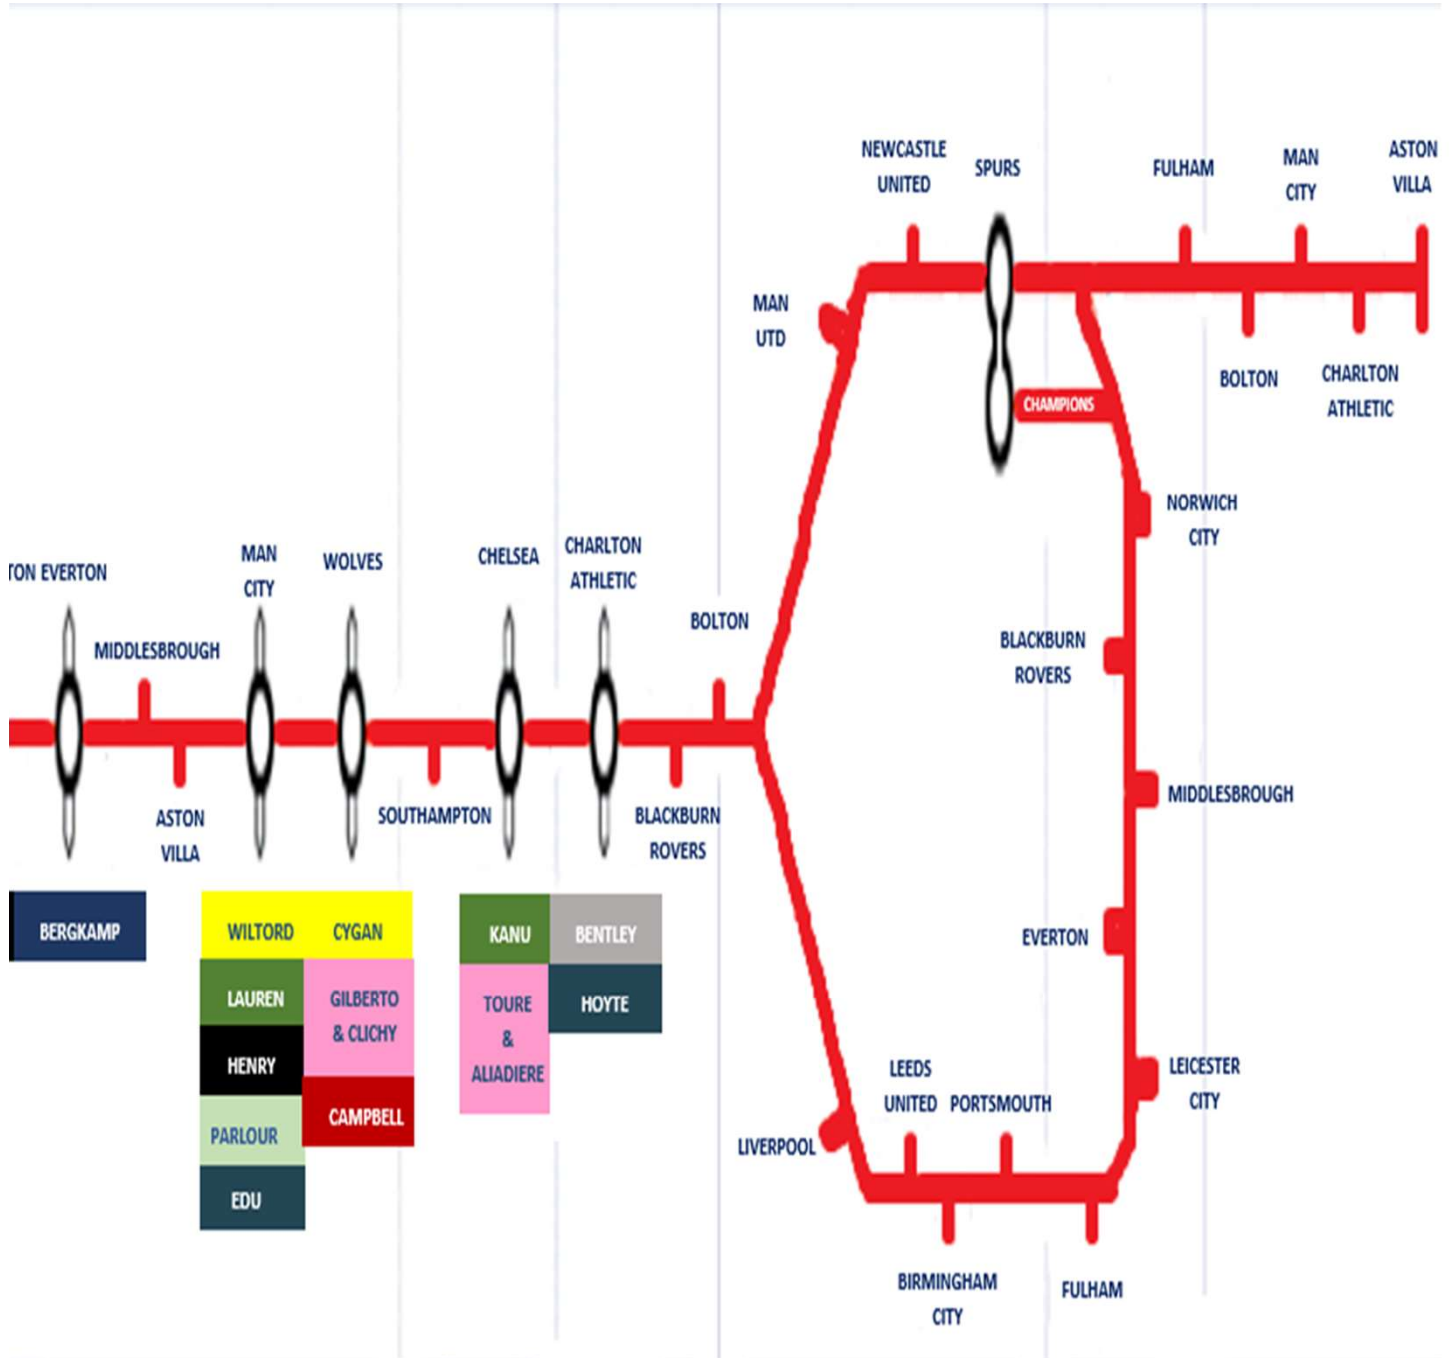 NEWCASTLE
UNITED
SPURS
FULHAM
MAN
CITY
ASTON
VILLA
MAN
UTD
BOLTON
CHARLTON
ATHLETIC
CHAMPIONS
NORWICH
CITY
TON EVERTON
MAN
CITY
WOLVES
CHELSEA
CHARLTON
ATHLETIC
MIDDLESBROUGH
BOLTON
BLACKBURN
ROVERS
ASTON
VILLA
SOUTHAMPTON
BLACKBURN
ROVERS
MIDDLESBROUGH
BERGKAMP
WILTORD
CYGAN
KANU
BENTLEY
EVERTON
LAUREN
GILBERTO
& CLICHY
TOURE
&
ALIADIERE
HOYTE
HENRY
CAMPBELL
PARLOUR
EDU
LIVERPOOL
LEEDS
UNITED
PORTSMOUTH
LEICESTER
CITY
BIRMINGHAM
CITY
FULHAM